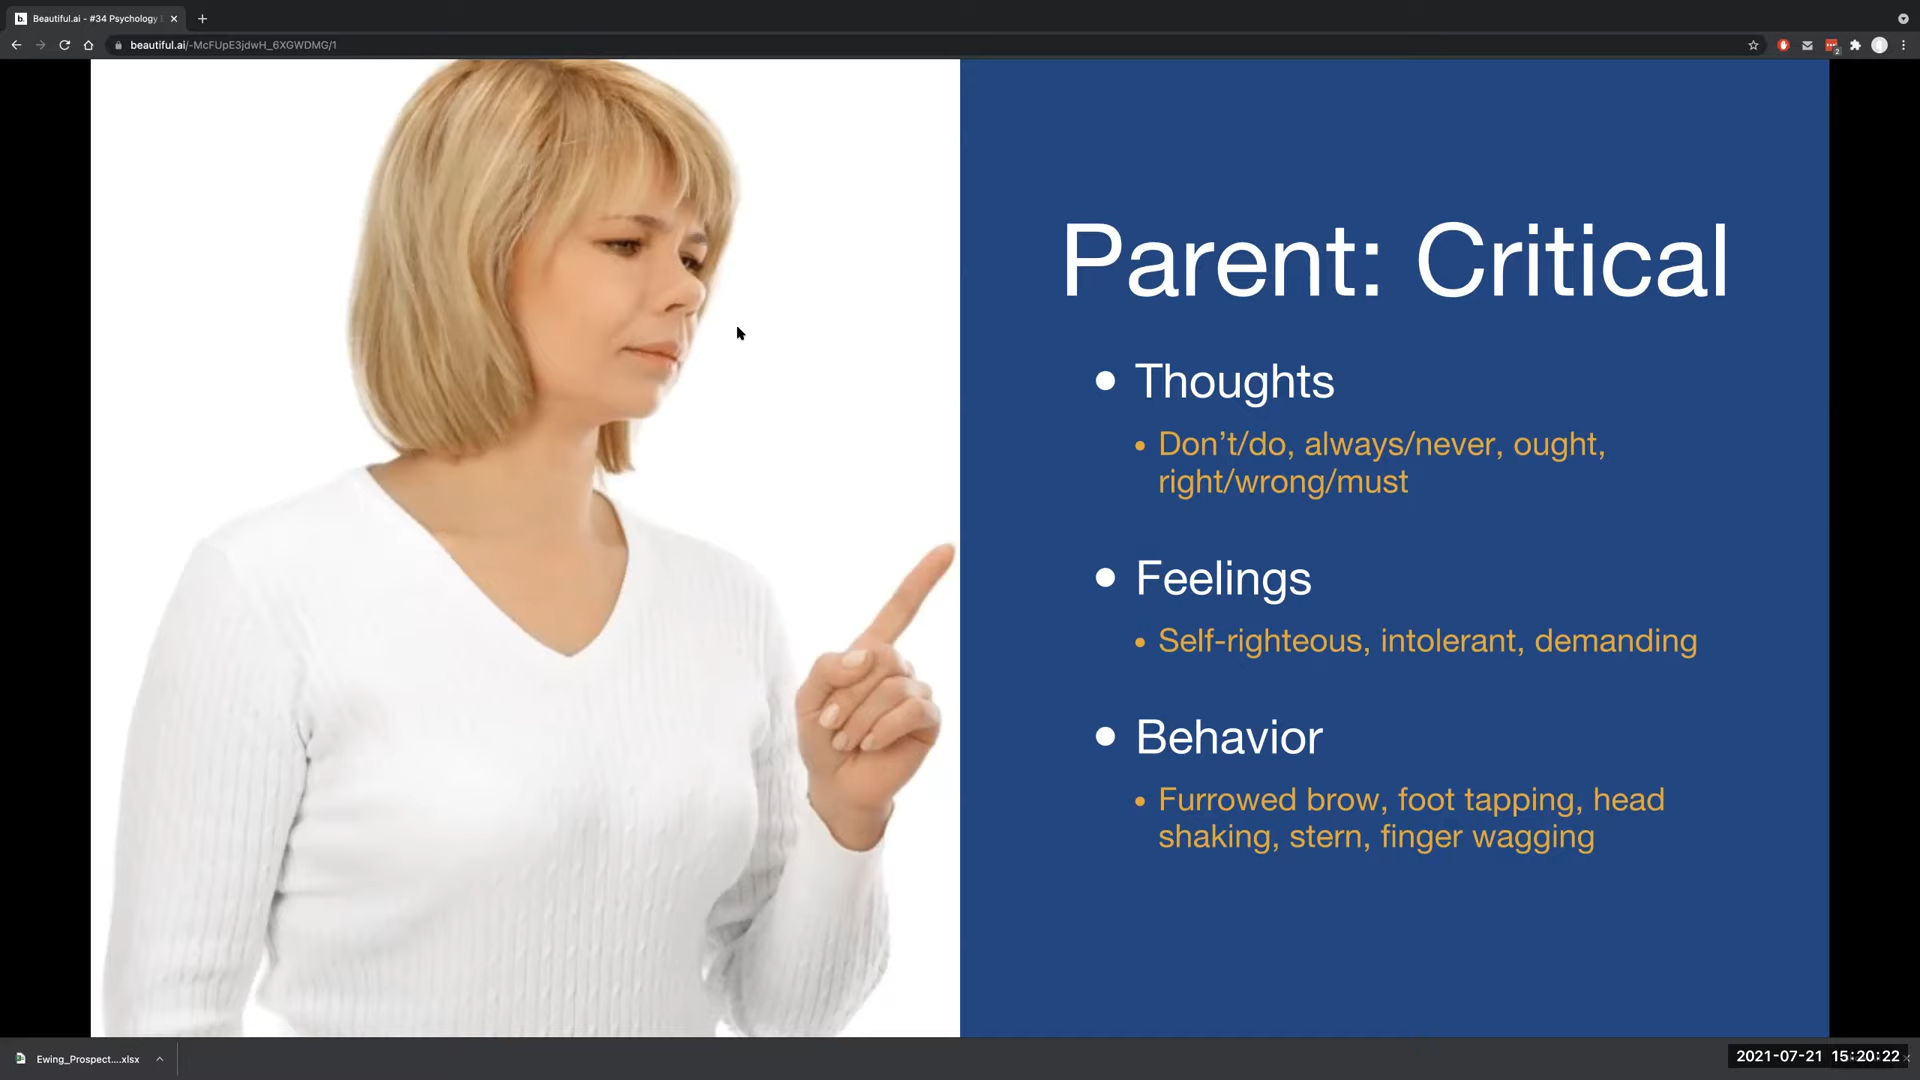 Beautiful.ai - #34 Psychology
beautiful.ai/-McFUpE3jdwH_6XGWDMG/1
2
Parent: Critical
• Thoughts
• Don't/do, always/never, ought,
right/wrong/must
• Feelings
• Self-righteous, intolerant, demanding
• Behavior
• Furrowed brow, foot tapping, head
shaking, stern, finger wagging
Ewing_Prospect....xlsx
2021-07-21 15:20:22